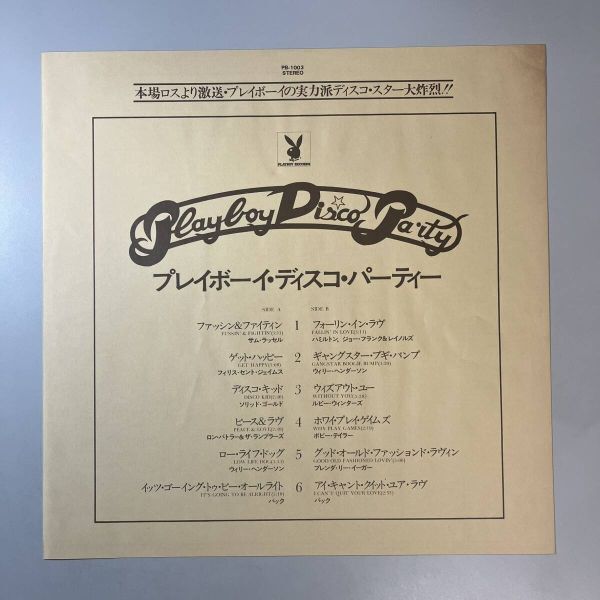 PB-1003
STEREO
本場ロスより激送・プレイボーイの実力派ディスコ・スター大炸烈!!
PLAYBOY RECORDS
Playboy Disco Party
プレイボーイ・ディスコ・パーティー
SIDE A
SIDE B
ファッシン&ファイティン 1 フォーリン・イン・ラヴ
FUSSIN' & FIGHTIN' FALLIN' IN LOVE
サム・ラッセル ハミルトン、ジョー・フランク&レイノルズ
ゲット・ハッピー 2 ギャングスター・ブギ・バンプ
GET HAPPY GANGSTAR BOOGIE BUMP
フィリス・セント・ジェイムス ウィリー・ヘンダーソン
ディスコ・キッド 3 ウィズアウト・ユー
DISCO KID WITHOUT YOU
ソリッド・ゴールド ルビー・ウィンターズ
ピース&ラヴ 4 ホワイ・プレイ・ゲイムズ
PEACE & LOVE WHY PLAY GAMES
ロン・バトラー&ザ・ランブラーズ ボビー・テイラー
ロー・ライフ・ドッグ 5 グッド・オールド・ファッションド・ラヴィン
LOW LIFE DOG GOOD OLD FASHIONED LOVIN'
ウィリー・ヘンダーソン ブレンダ・リー・イーガー
イッツ・ゴーイング・トゥ・ビー・オールライト 6 アイ・キャント・クイット・ユア・ラヴ
IT'S GOING TO BE ALRIGHT I CAN'T QUIT YOUR LOVE
バック バック